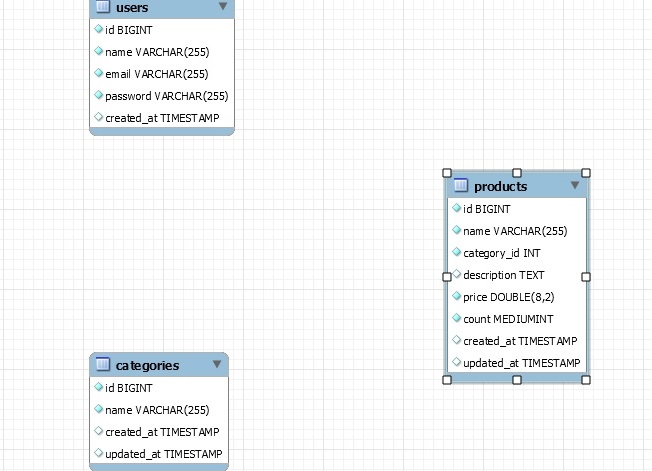 users
id BIGINT
name VARCHAR(255)
email VARCHAR(255)
password VARCHAR(255)
created_at TIMESTAMP
products
id BIGINT
name VARCHAR(255)
category_id INT
description TEXT
price DOUBLE(8,2)
count MEDIUMINT
created_at TIMESTAMP
updated_at TIMESTAMP
categories
id BIGINT
name VARCHAR(255)
created_at TIMESTAMP
updated_at TIMESTAMP